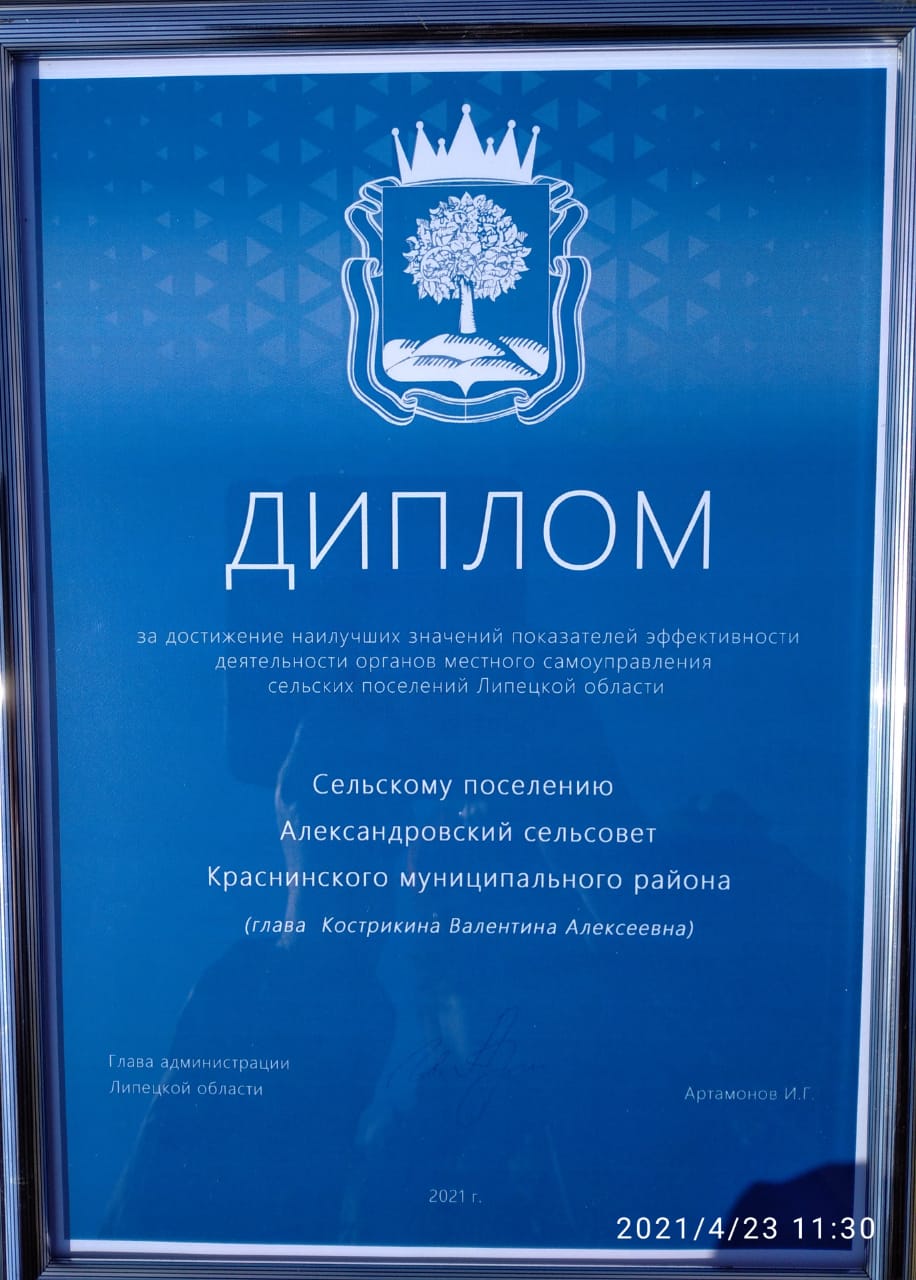 ДИПЛОМ
за достижение наилучших значений показателей эффективности
деятельности органов местного самоуправления
сельских поселений Липецкой области
Сельскому поселению
Александровский сельсовет
Краснинского муниципального района
(глава Кострикина Валентина Алексеевна)
Глава администрации
Липецкой области
Артамонов И.Г.
2021 г.
2021/4/23 11:30